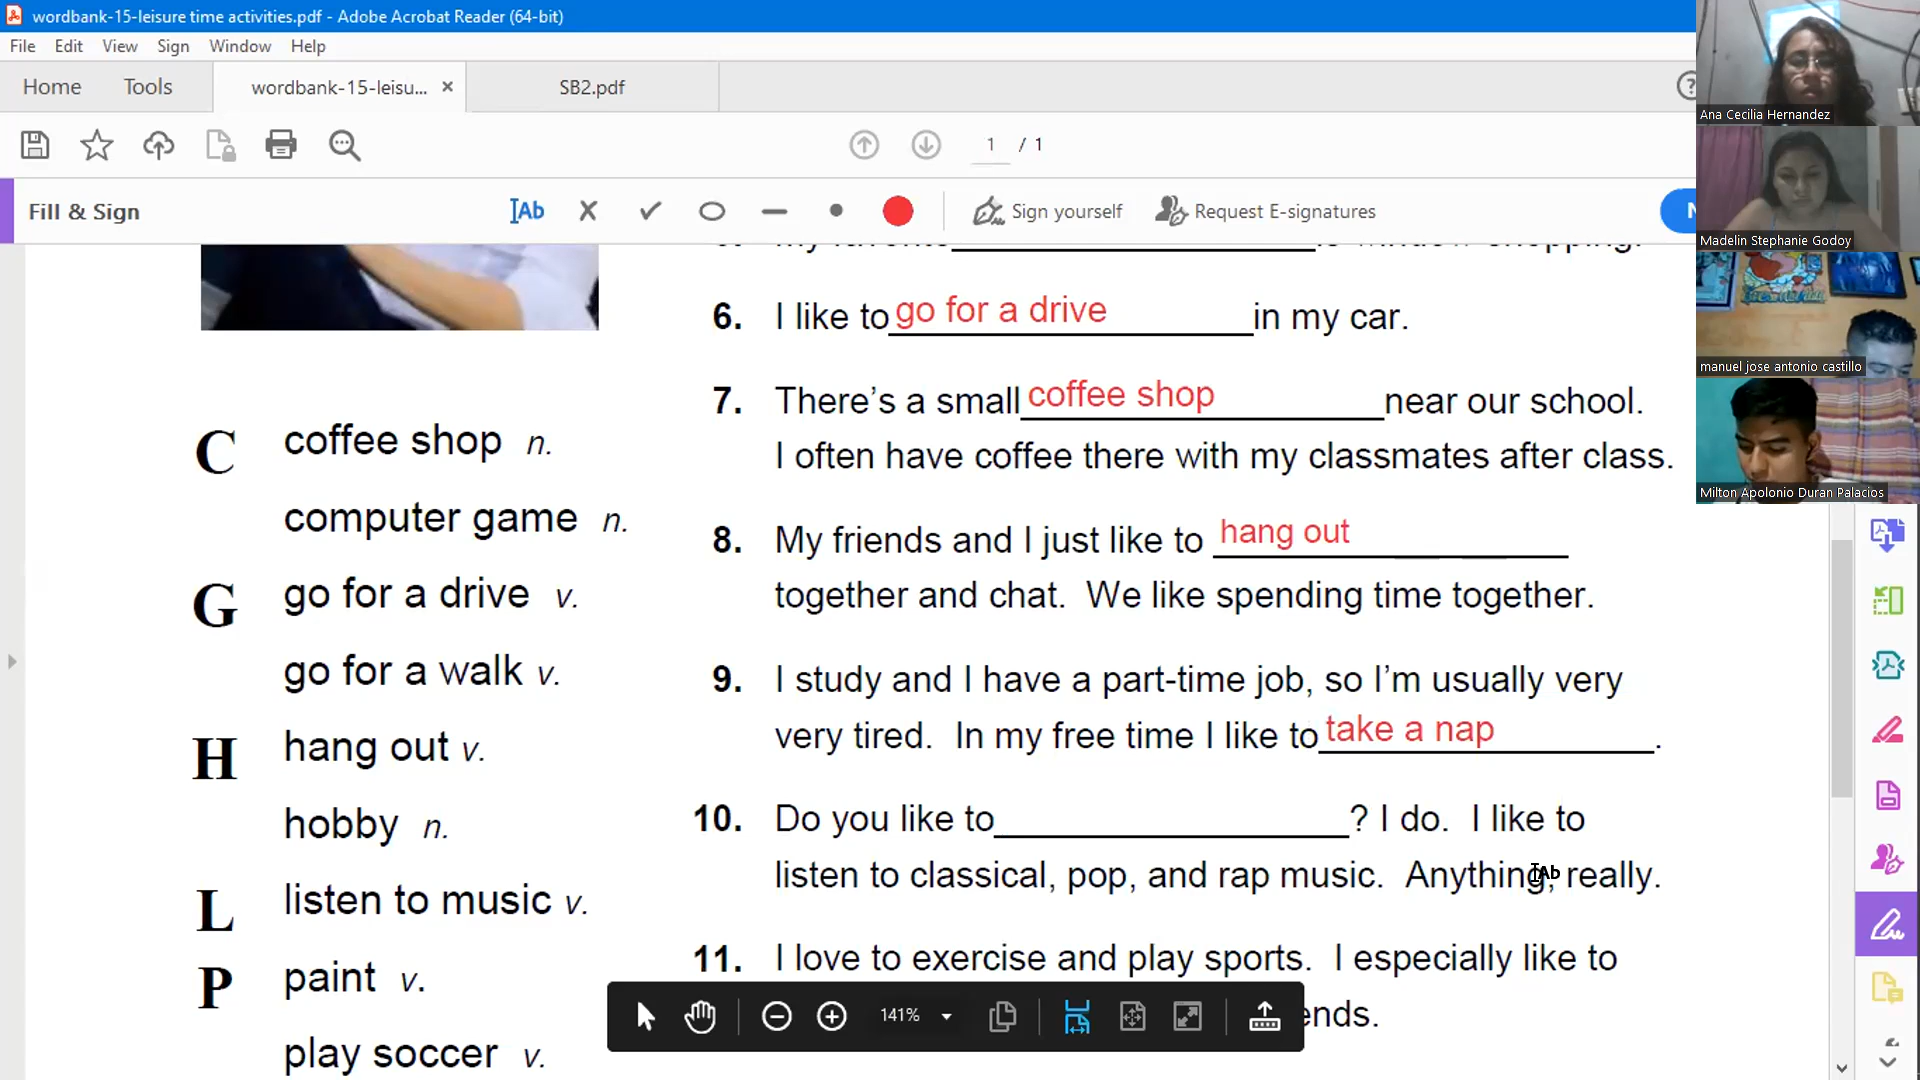 wordbank-15-leisure time activities.pdf - Adobe Acrobat Reader (64-bit)
File Edit View Sign Window Help
Home Tools wordbank-15-leisu... × SB2.pdf
1 / 1
Fill & Sign Ab Sign yourself Request E-signatures
is window shopping.
6. I like to go for a drive in my car.
7. There's a small coffee shop near our school.
I often have coffee there with my classmates after class.
8. My friends and I just like to hang out
together and chat. We like spending time together.
9. I study and I have a part-time job, so I'm usually very
very tired. In my free time I like to take a nap.
10. Do you like to ? I do. I like to
listen to classical, pop, and rap music. Anything, really.
11. I love to exercise and play sports. I especially like to
ends.
C coffee shop n.
computer game n.
G go for a drive v.
go for a walk v.
H hang out v.
hobby n.
L listen to music v.
P paint v.
play soccer v.
141%
Ab
Ana Cecilia Hernandez
Madelin Stephanie Godoy
manuel jose antonio castillo
Milton Apolonio Duran Palacios